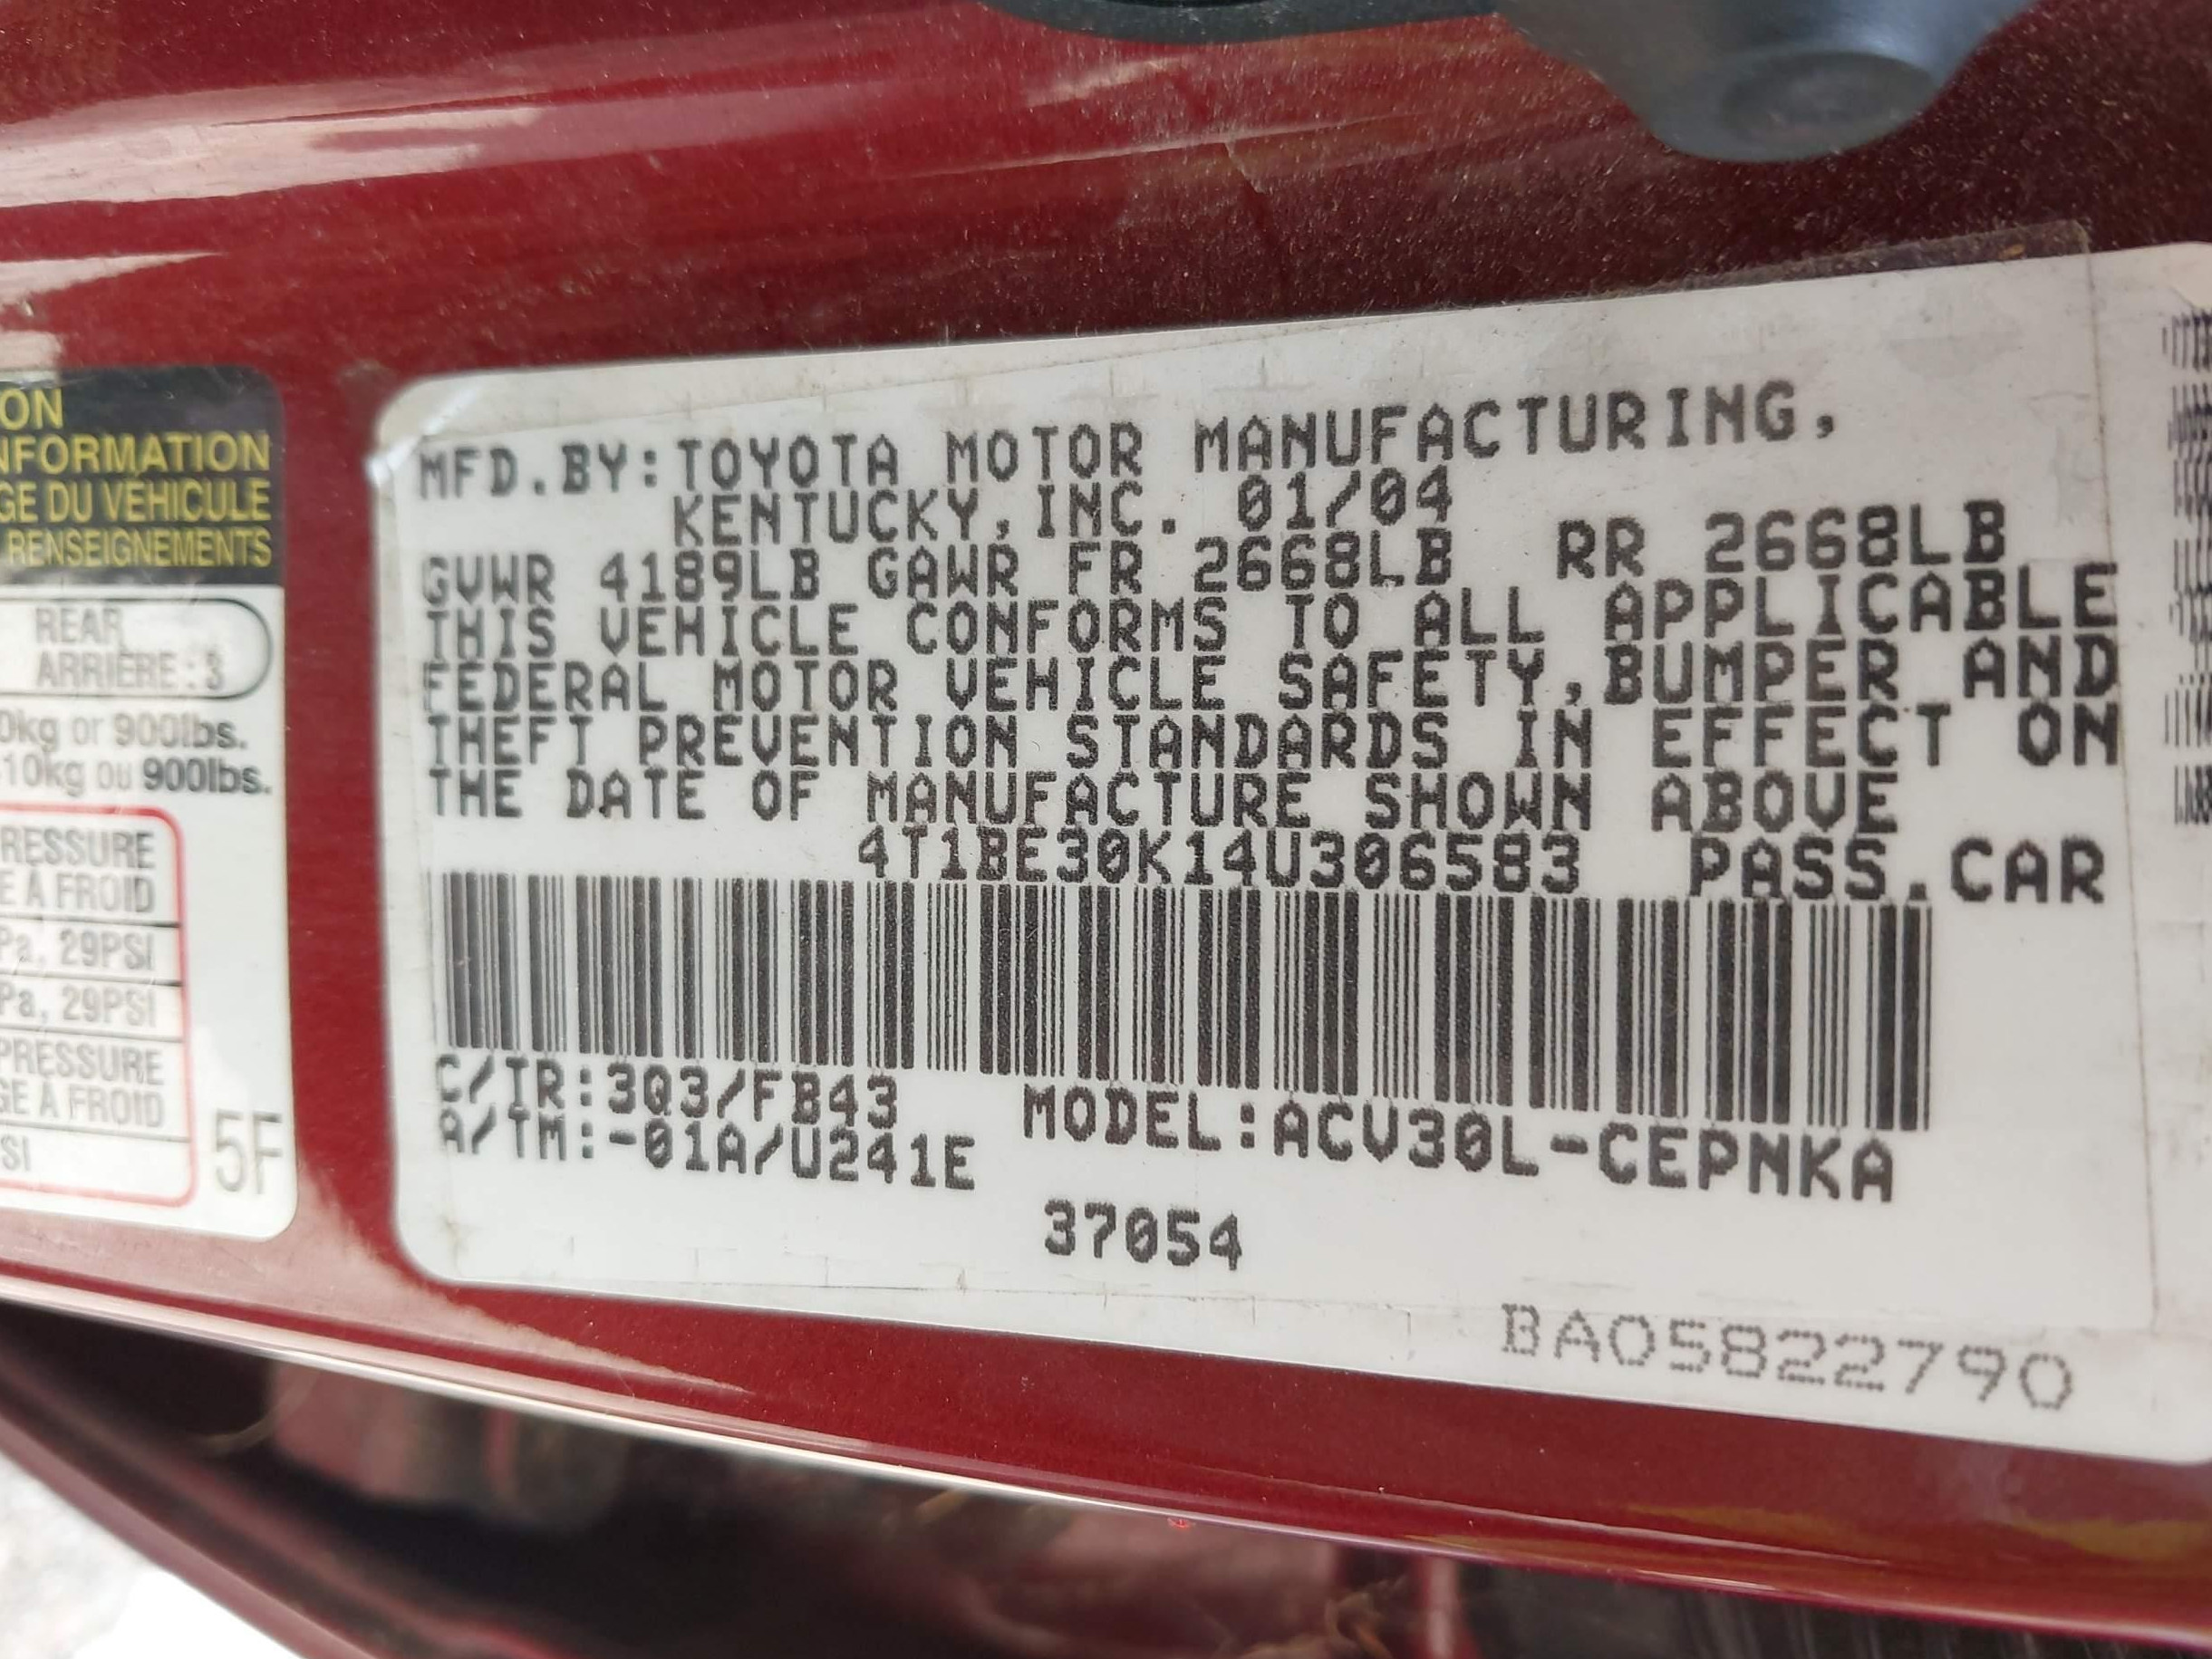 ON
NFORMATION
GE DU VÉHICULE
RENSEIGNEMENTS
REAR
ARRIÈRE : 3
0kg or 900lbs.
10kg ou 900lbs.
RESSURE
E À FROID
Pa, 29PSI
Pa, 29PSI
PRESSURE
GE À FROID
SI
5F
MFD.BY:TOYOTA MOTOR MANUFACTURING,
KENTUCKY,INC. 01/04
GVWR 4189LB GAWR FR 2668LB RR 2668LB
THIS VEHICLE CONFORMS TO ALL APPLICABLE
FEDERAL MOTOR VEHICLE SAFETY,BUMPER AND
THEFT PREVENTION STANDARDS IN EFFECT ON
THE DATE OF MANUFACTURE SHOWN ABOVE
4T1BE30K14U306583 PASS.CAR
C/TR:3Q3/FB43 MODEL:ACV30L-CEPNKA
A/TM:-01A/U241E
37054
BA05822790